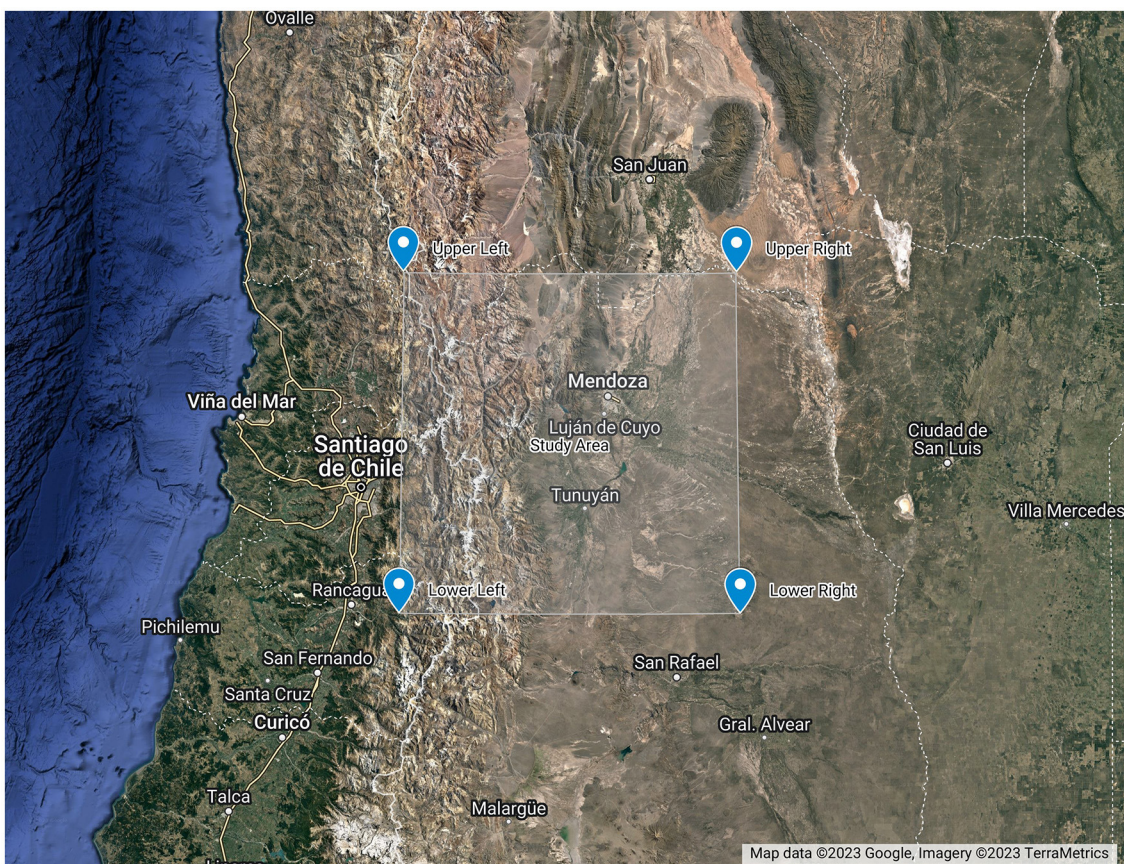 Ovalle
San Juan
Upper Left
Upper Right
Mendoza
Viña del Mar
Luján de Cuyo
Ciudad de
San Luis
Santiago
de Chile
Study Area
Tunuyán
Villa Mercedes
Rancagua
Lower Left
Lower Right
Pichilemu
San Fernando
San Rafael
Santa Cruz
Curicó
Gral. Alvear
Talca
Malargüe
Map data ©2023 Google, Imagery ©2023 TerraMetrics